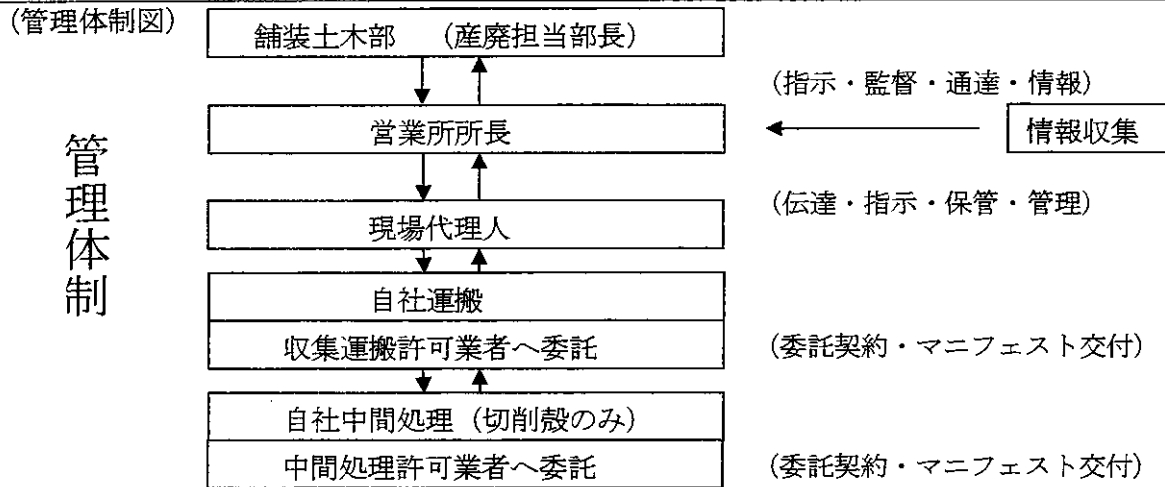 (管理体制図)
舗装土木部 (産廃担当部長)
(指示・監督・通達・情報)
営業所所長
情報収集
管理体制
(伝達・指示・保管・管理)
現場代理人
自社運搬
収集運搬許可業者へ委託
(委託契約・マニフェスト交付)
自社中間処理 (切削殻のみ)
中間処理許可業者へ委託
(委託契約・マニフェスト交付)